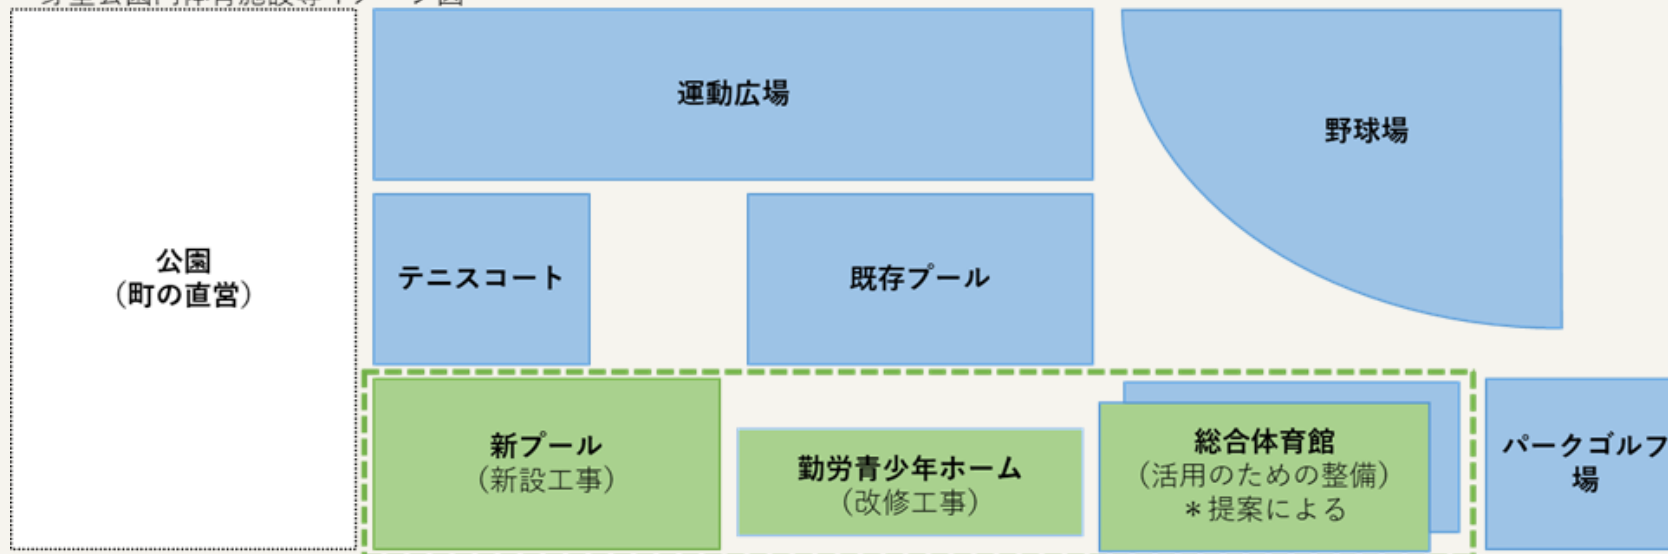 運動広場
野球場
公園
（町の直営）
テニスコート
既存プール
新プール
（新設工事）
勤労青少年ホーム
（改修工事）
総合体育館
（活用のための整備）
＊提案による
パークゴルフ
場